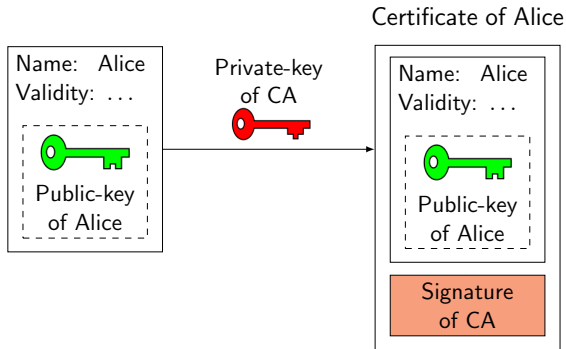 Certificate of Alice
Name: Alice
Validity: ...
Public-key
of Alice
Private-key
of CA
Name: Alice
Validity: ...
Public-key
of Alice
Signature
of CA